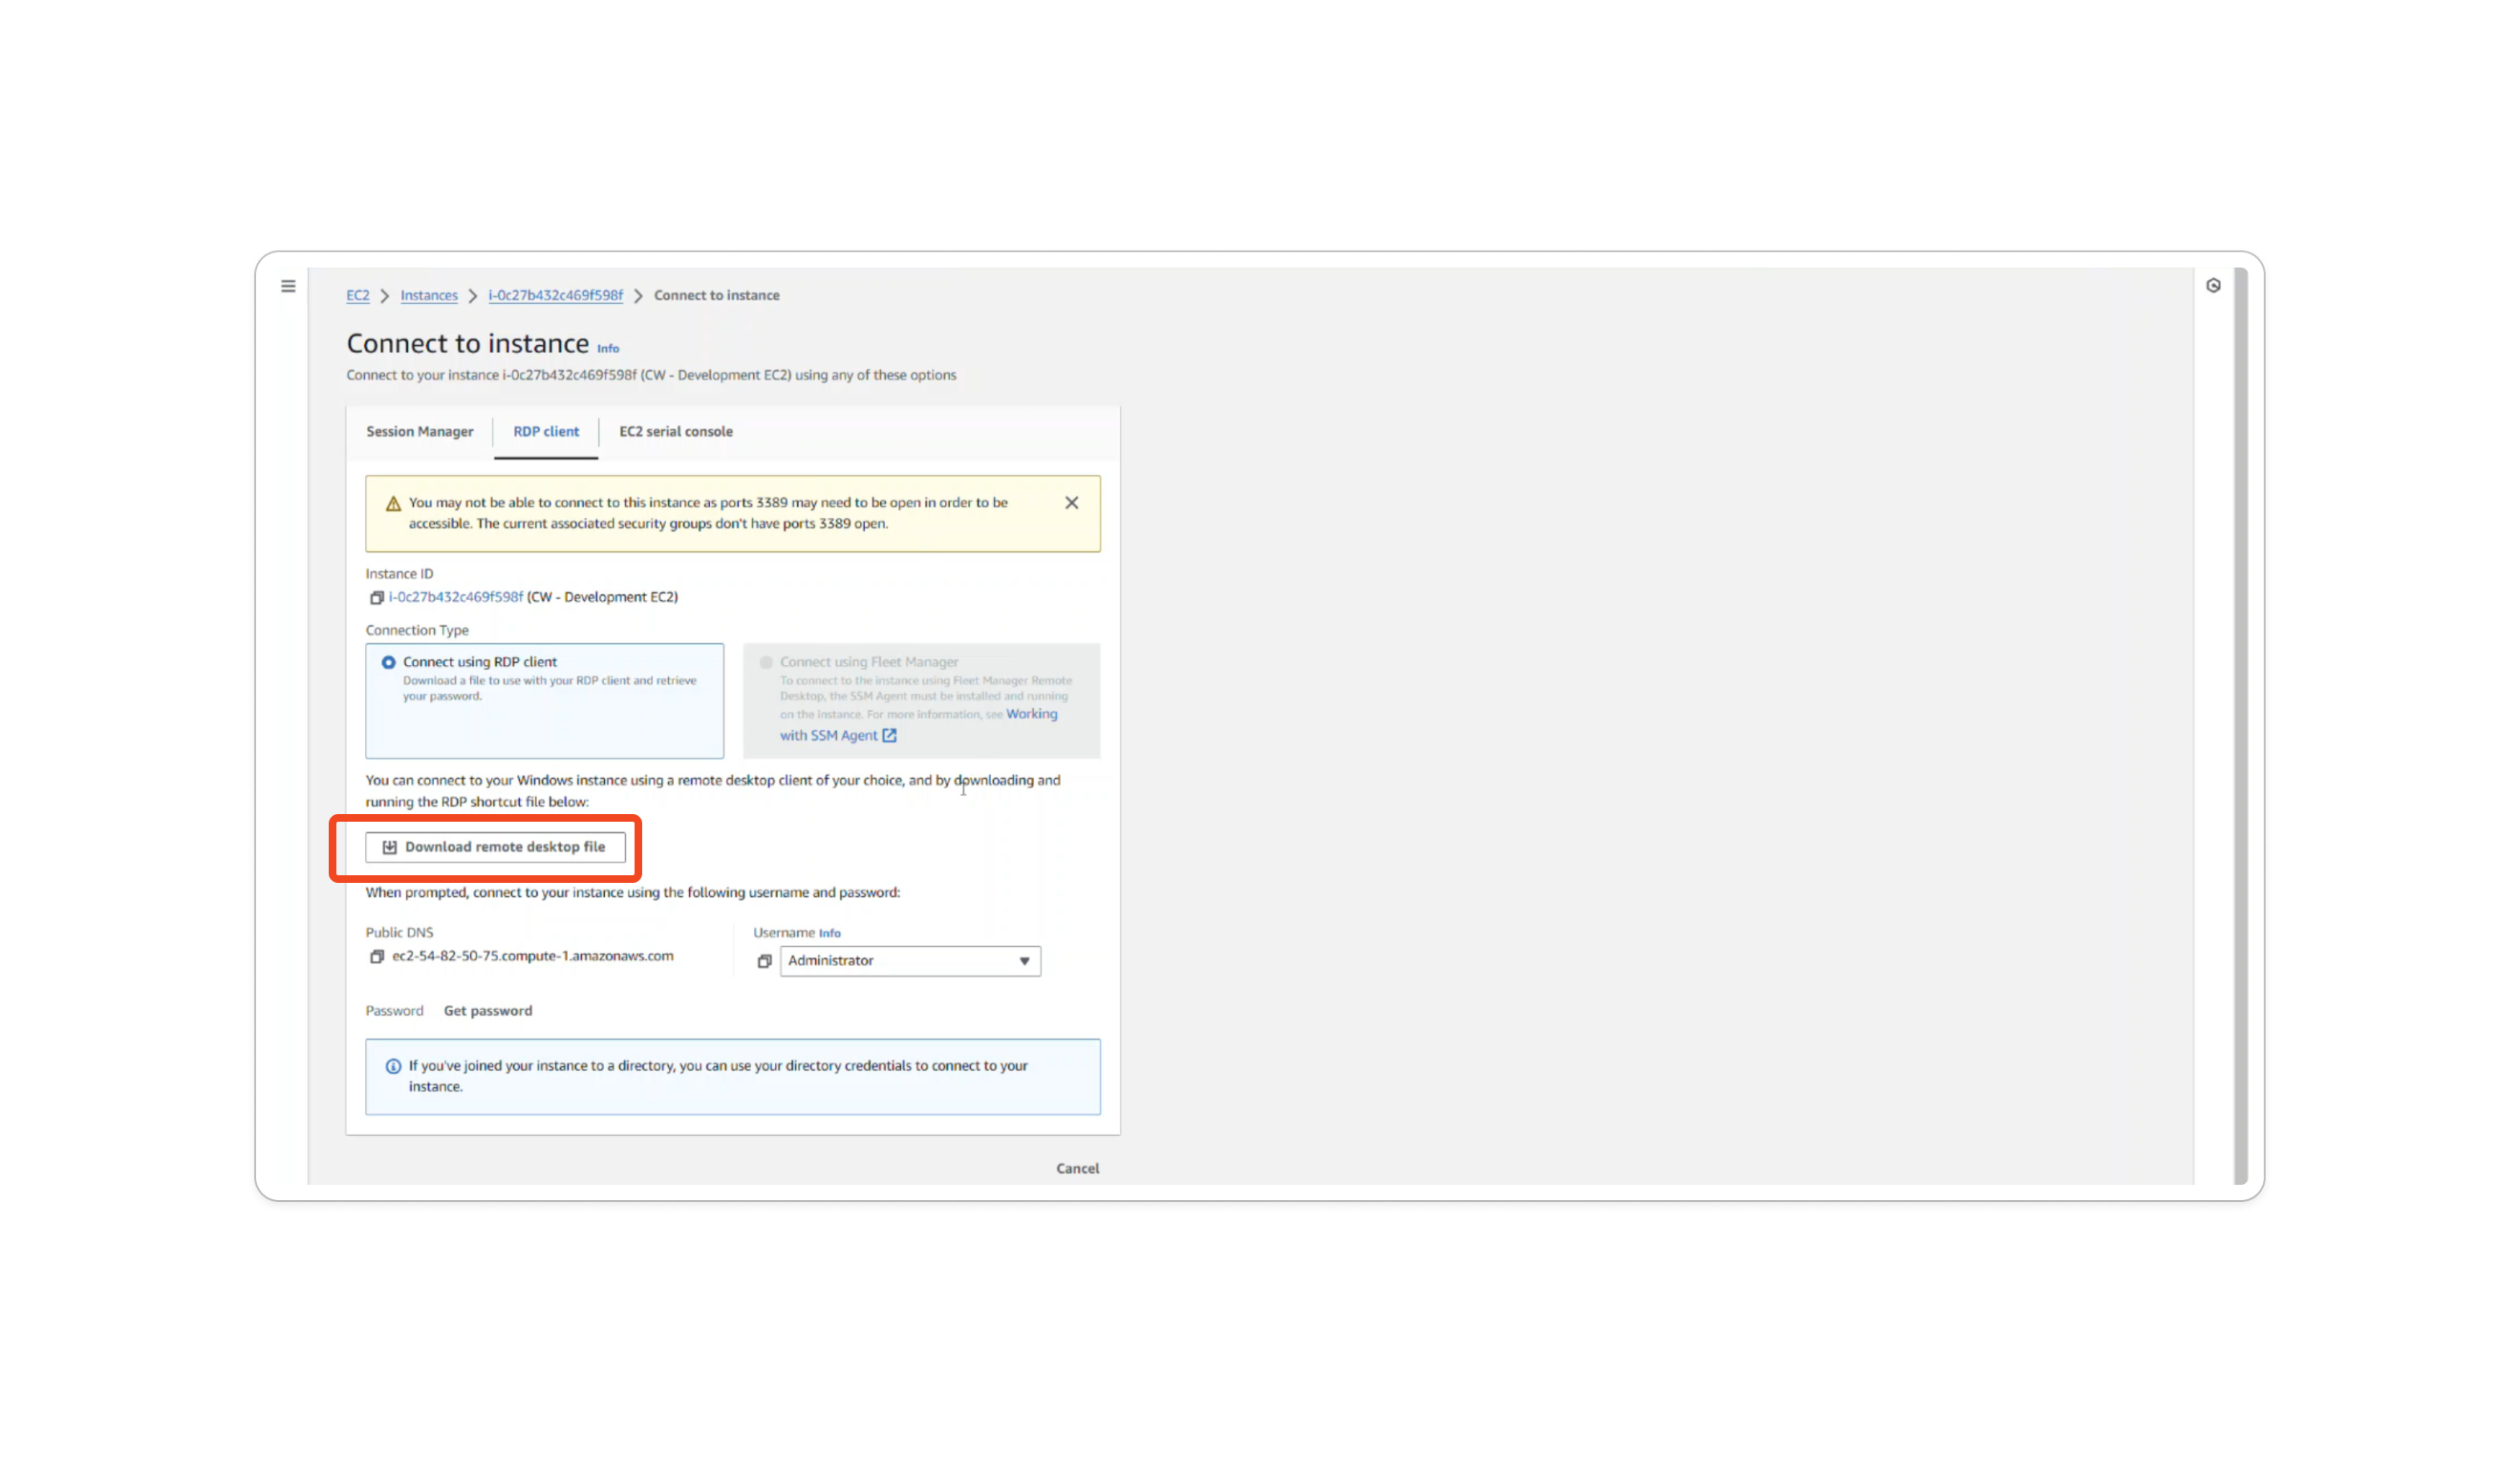 EC2 > Instances > i-0c27b432c469f598f > Connect to instance
Connect to instance Info
Connect to your instance i-0c27b432c469f598f (CW - Development EC2) using any of these options
Session Manager RDP client EC2 serial console
You may not be able to connect to this instance as ports 3389 may need to be open in order to be
accessible. The current associated security groups don't have ports 3389 open.
Instance ID
i-0c27b432c469f598f (CW - Development EC2)
Connection Type
Connect using RDP client
Download a file to use with your RDP client and retrieve
your password.
Connect using Fleet Manager
To connect to the instance using Fleet Manager Remote
Desktop, the SSM Agent must be installed and running
on the instance. For more information, see Working
with SSM Agent
You can connect to your Windows instance using a remote desktop client of your choice, and by downloading and
running the RDP shortcut file below:
Download remote desktop file
When prompted, connect to your instance using the following username and password:
Public DNS
ec2-54-82-50-75.compute-1.amazonaws.com
Username Info
Administrator
Password Get password
If you've joined your instance to a directory, you can use your directory credentials to connect to your
instance.
Cancel